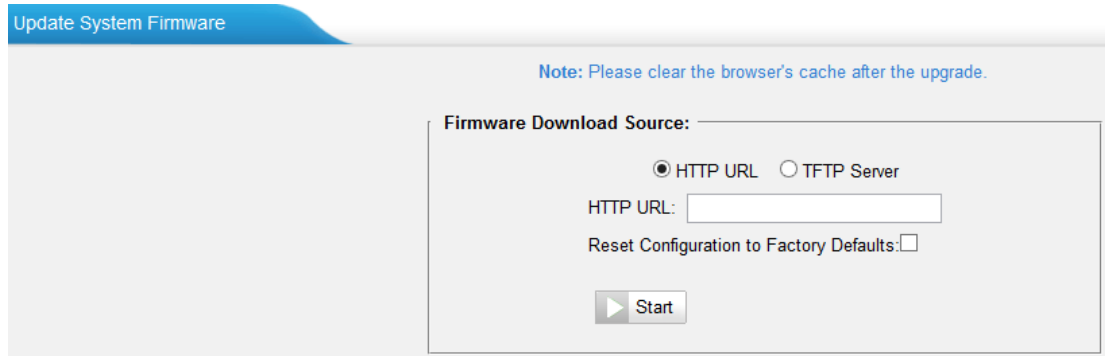 Update System Firmware
Note: Please clear the browser's cache after the upgrade.
Firmware Download Source:
HTTP URL TFTP Server
HTTP URL:
Reset Configuration to Factory Defaults:
Start